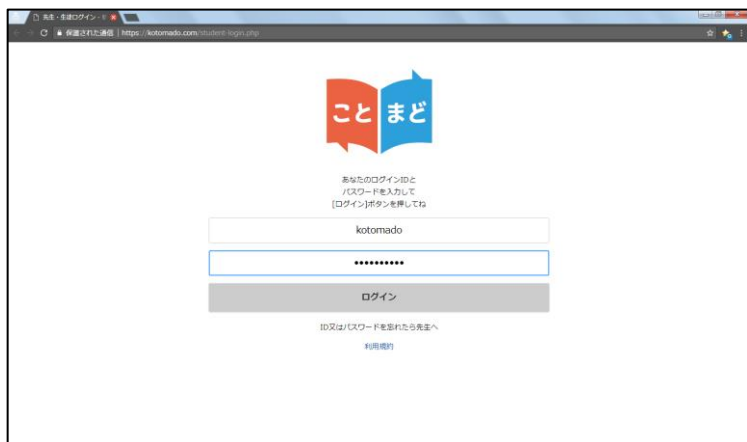 先生・生徒ログイン -
保護された通信 | https://kotomado.com/student-login.php
ことまど
あなたのログインIDと
パスワードを入力して
[ログイン]ボタンを押してね
kotomado
••••••••••
ログイン
ID又はパスワードを忘れたら先生へ
利用規約